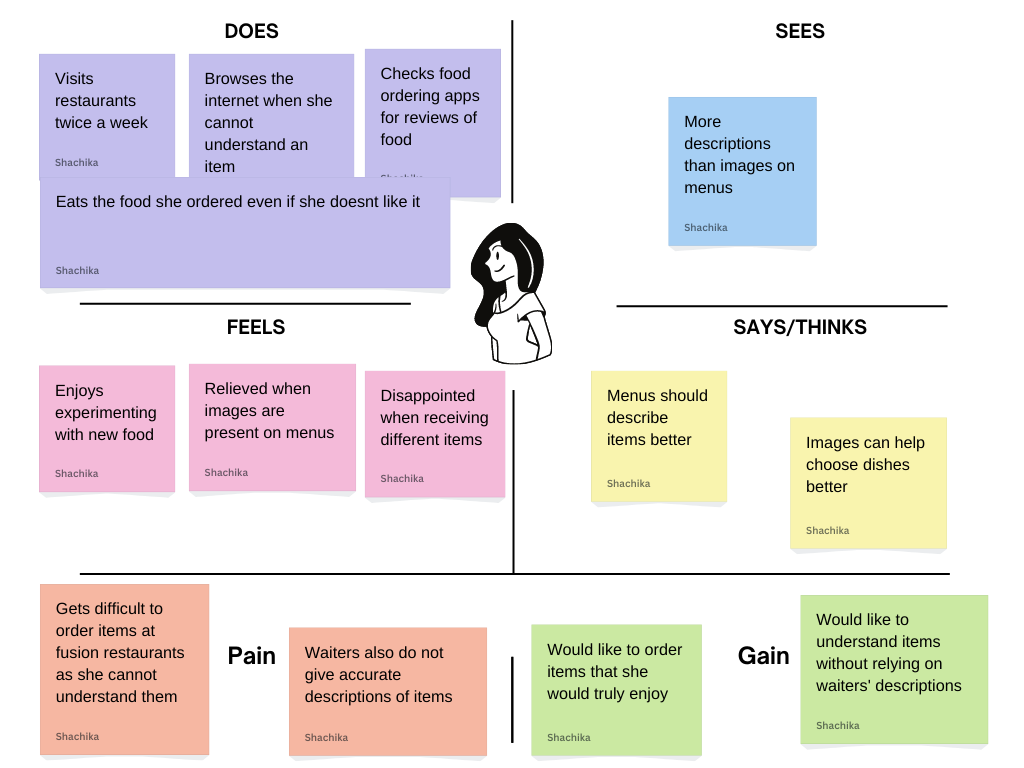 DOES
Visits
restaurants
twice a week
Shachika
Browses the
internet when she
cannot
understand an
item
Checks food
ordering apps
for reviews of
food
Shachika
Eats the food she ordered even if she doesnt like it
Shachika
SEES
More
descriptions
than images on
menus
Shachika
FEELS
Enjoys
experimenting
with new food
Shachika
Relieved when
images are
present on menus
Shachika
Disappointed
when receiving
different items
Shachika
SAYS/THINKS
Menus should
describe
items better
Shachika
Images can help
choose dishes
better
Shachika
Gets difficult to
order items at
fusion restaurants
as she cannot
understand them
Shachika
Pain
Waiters also do not
give accurate
descriptions of items
Shachika
Would like to order
items that she
would truly enjoy
Shachika
Gain
Would like to
understand items
without relying on
waiters' descriptions
Shachika